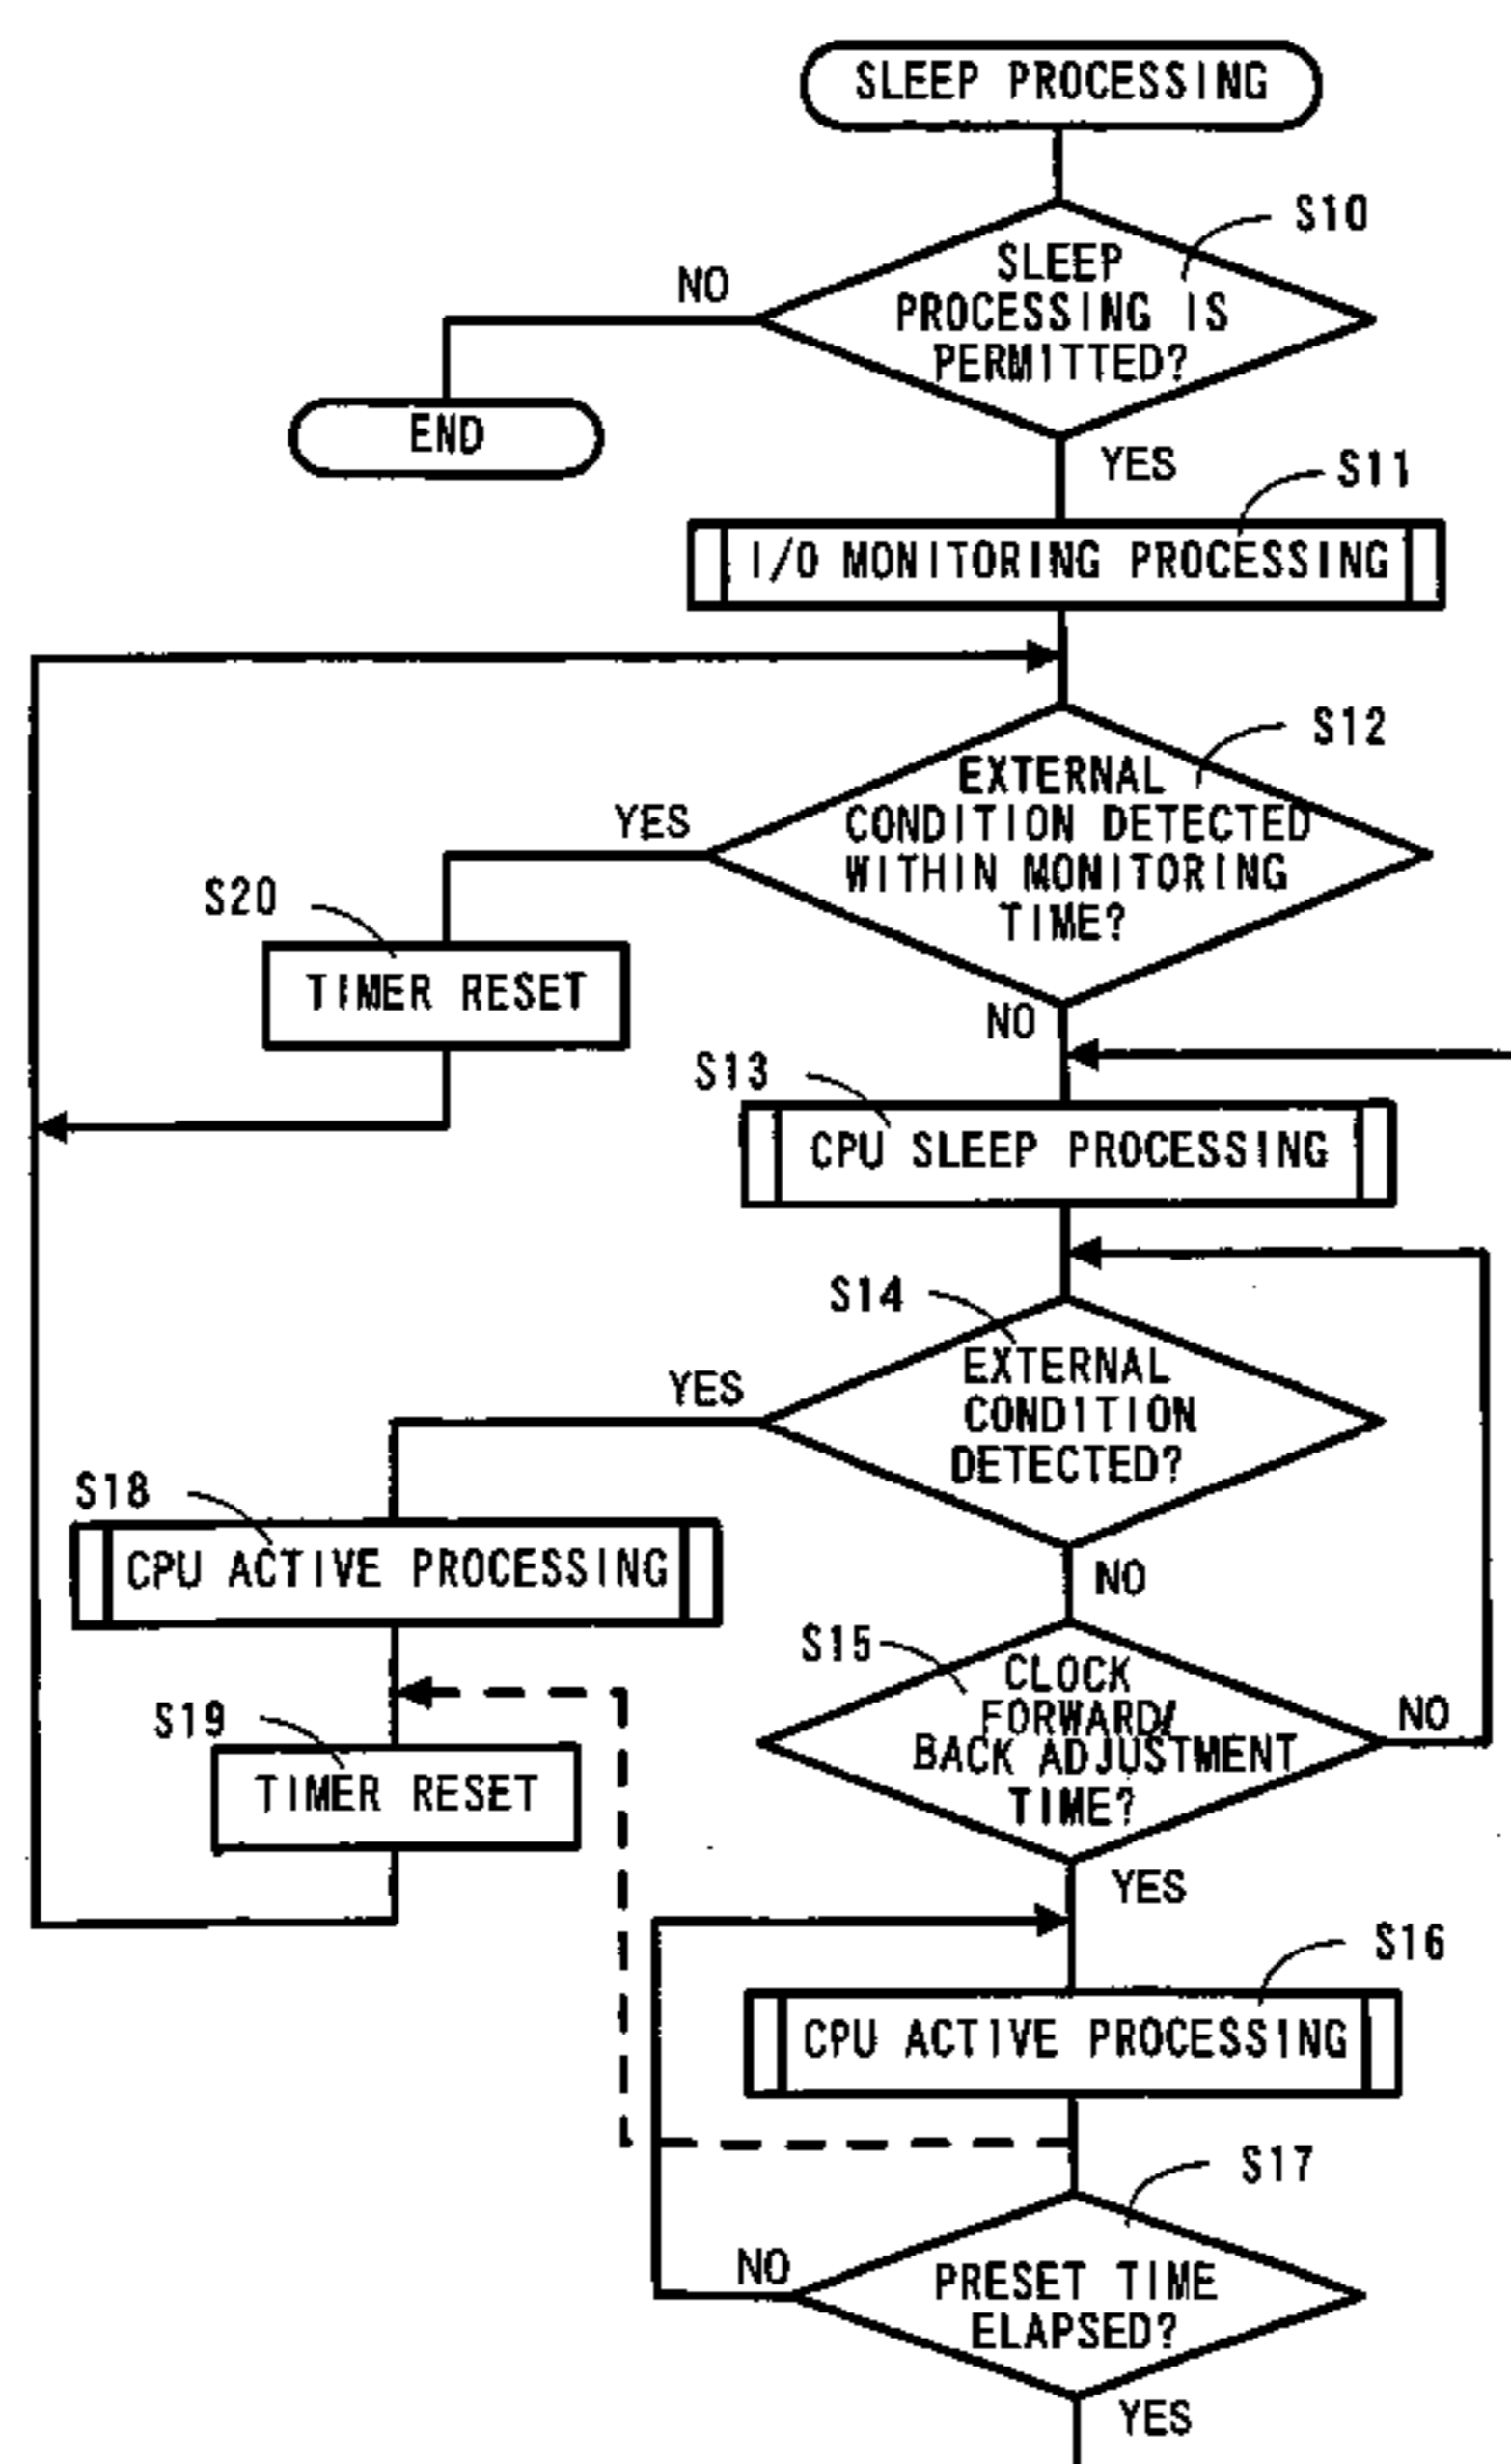 SLEEP PROCESSING
S10
SLEEP
PROCESSING IS
PERMITTED?
NO
END
YES
S11
I/O MONITORING PROCESSING
S12
EXTERNAL
CONDITION DETECTED
WITHIN MONITORING
TIME?
YES
S20
TIMER RESET
NO
S13
CPU SLEEP PROCESSING
S14
EXTERNAL
CONDITION
DETECTED?
YES
S18
CPU ACTIVE PROCESSING
NO
S15
CLOCK
FORWARD/
BACK ADJUSTMENT
TIME?
NO
S19
TIMER RESET
YES
S16
CPU ACTIVE PROCESSING
S17
PRESET TIME
ELAPSED?
NO
YES